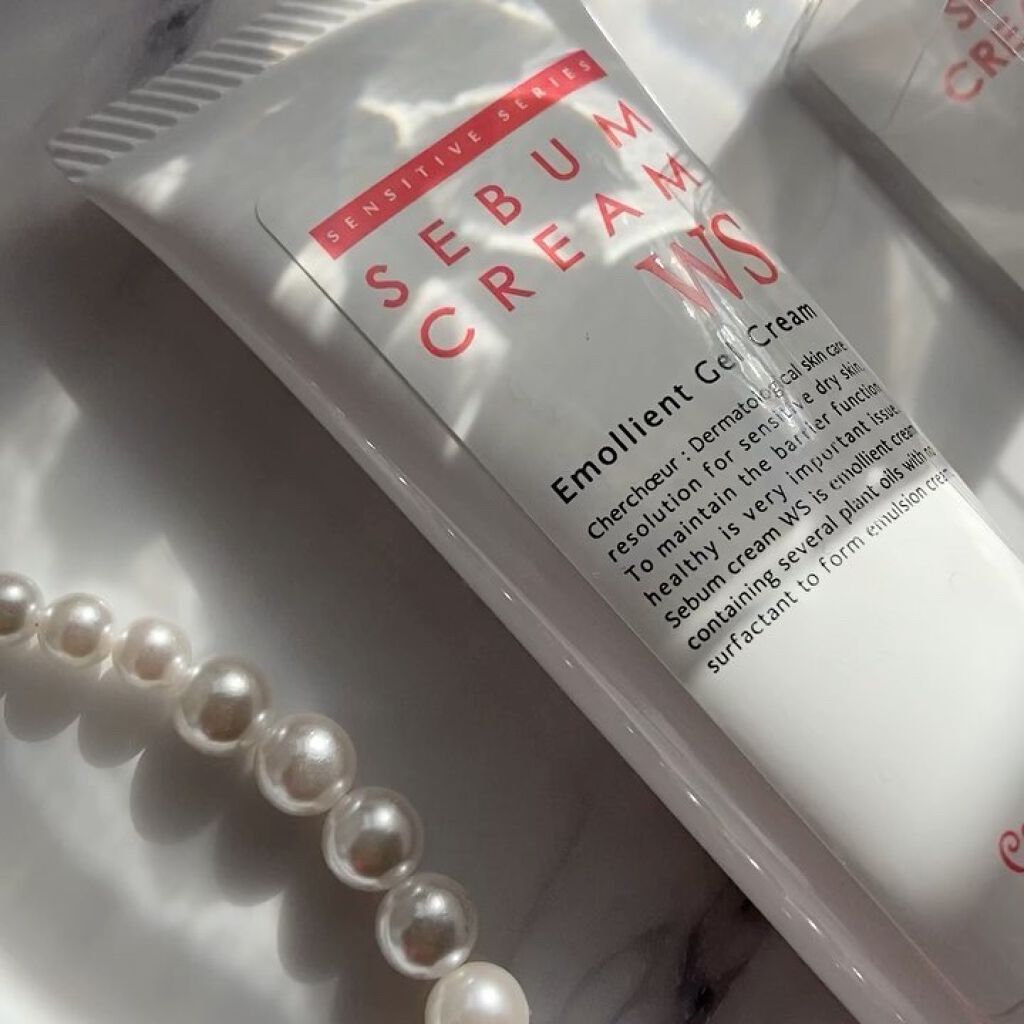 SENSITIVE SERIES
SEBUM
CREAM
WS
Emollient Gel Cream
Cherchœur : Dermatological skin care
resolution for sensitive dry skin.
To maintain the barrier function
healthy is very important issue.
Sebum cream WS is emollient cream
containing several plant oils with no
surfactant to form emulsion cream